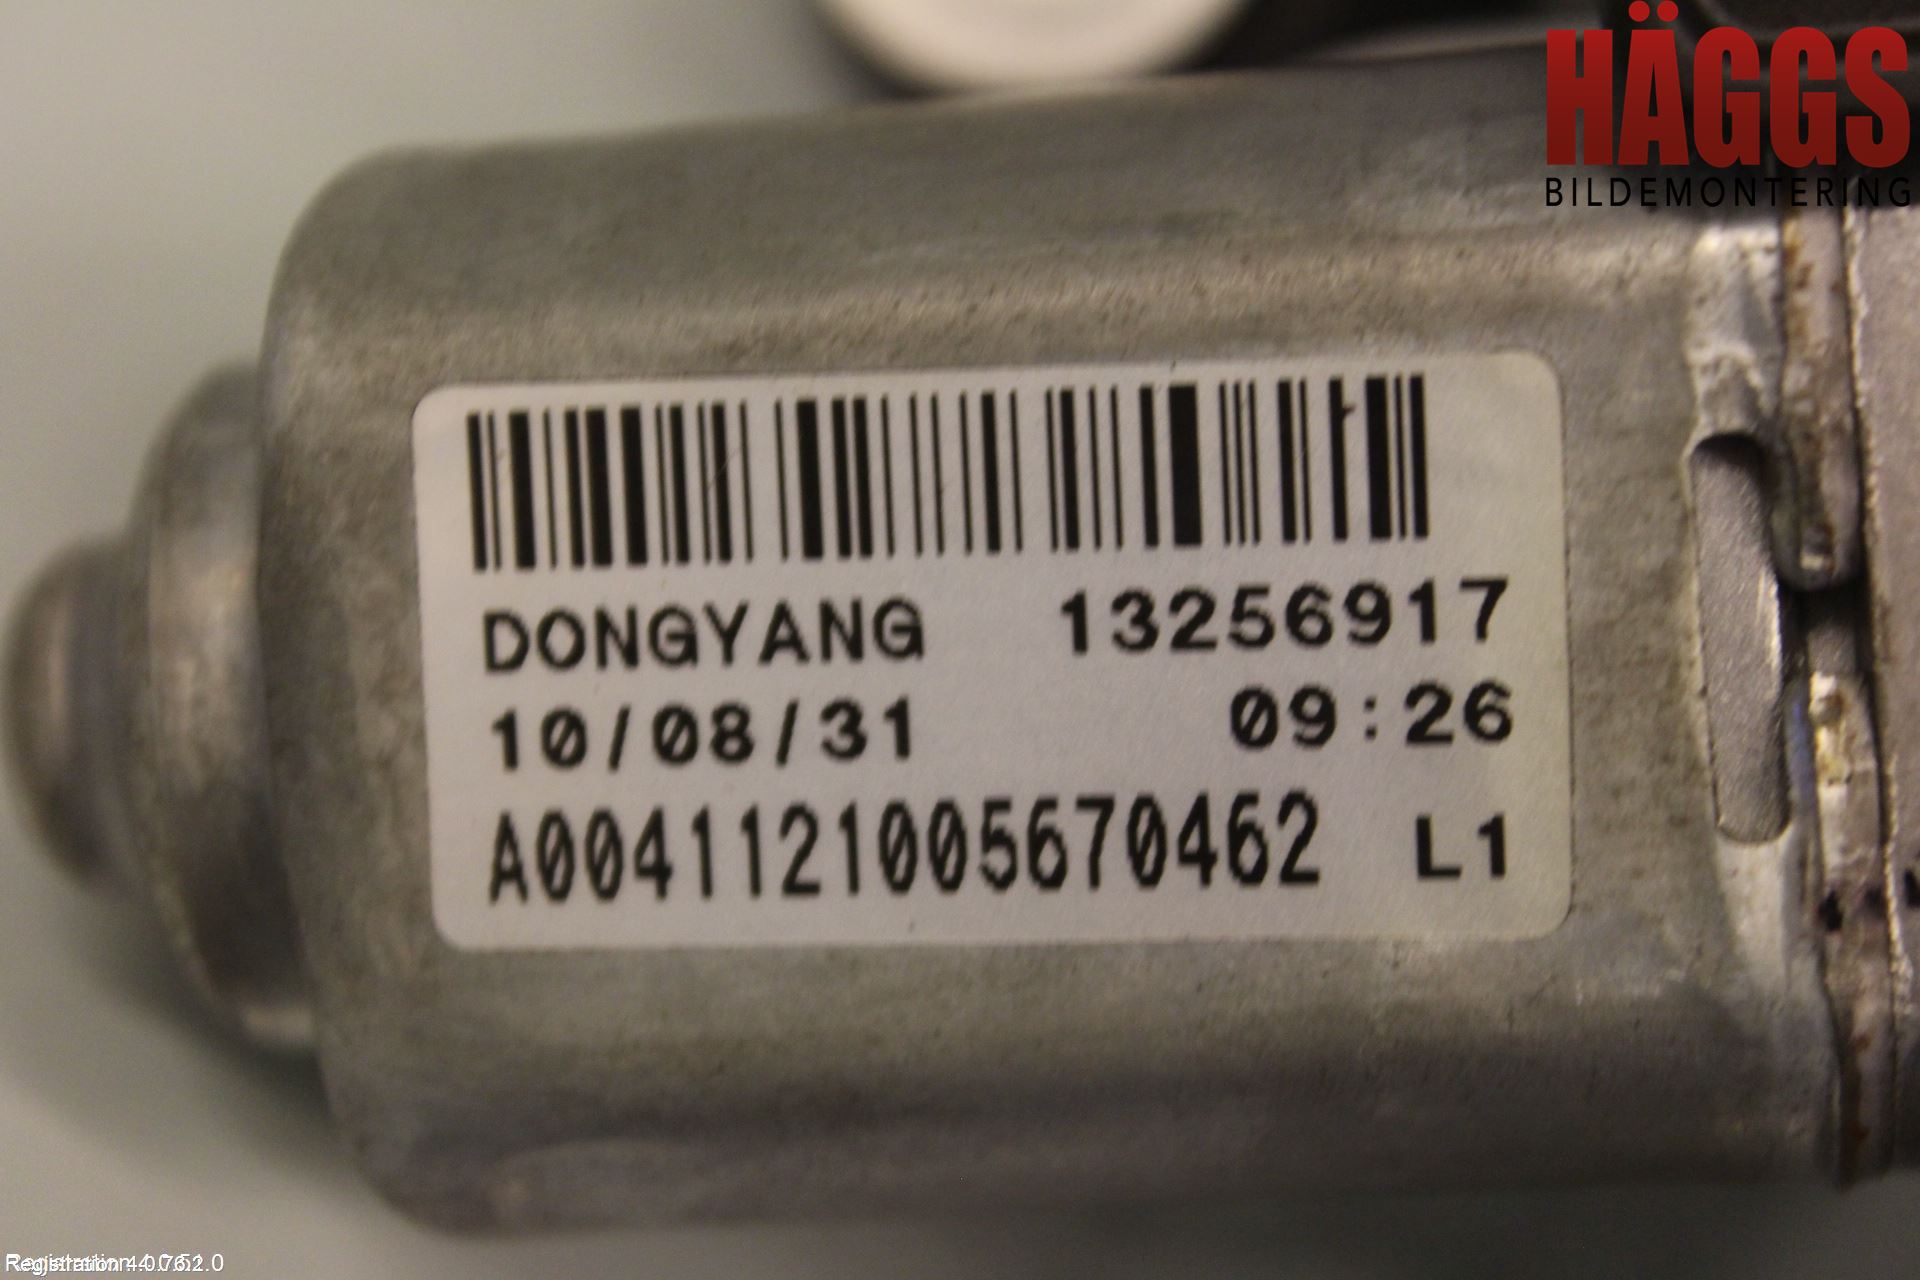 HÄGGS
BILDEMONTERING
DONGYANG 13256917
10/08/31 09:26
A0041121005670462 L1